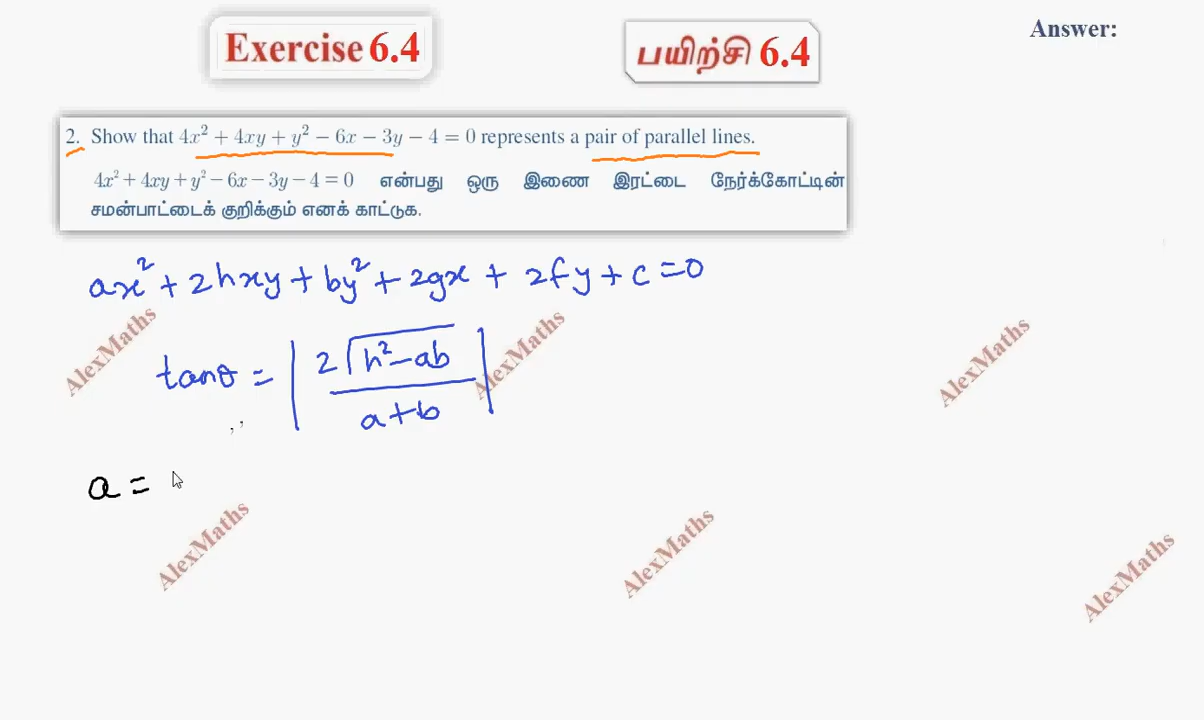 Exercise 6.4
பயிற்சி 6.4
Answer:
2. Show that 4x² + 4xy + y² − 6x − 3y − 4 = 0 represents a pair of parallel lines.
4x² + 4xy + y² − 6x − 3y − 4 = 0 என்பது ஒரு இணை இரட்டை நேர்க்கோட்டின்
சமன்பாட்டைக் குறிக்கும் எனக் காட்டுக.
ax² + 2hxy + by² + 2gx + 2fy + c = 0
tanθ = | 2√(h² − ab) / (a + b) |
a =
AlexMaths
AlexMaths
AlexMaths
AlexMaths
AlexMaths
AlexMaths